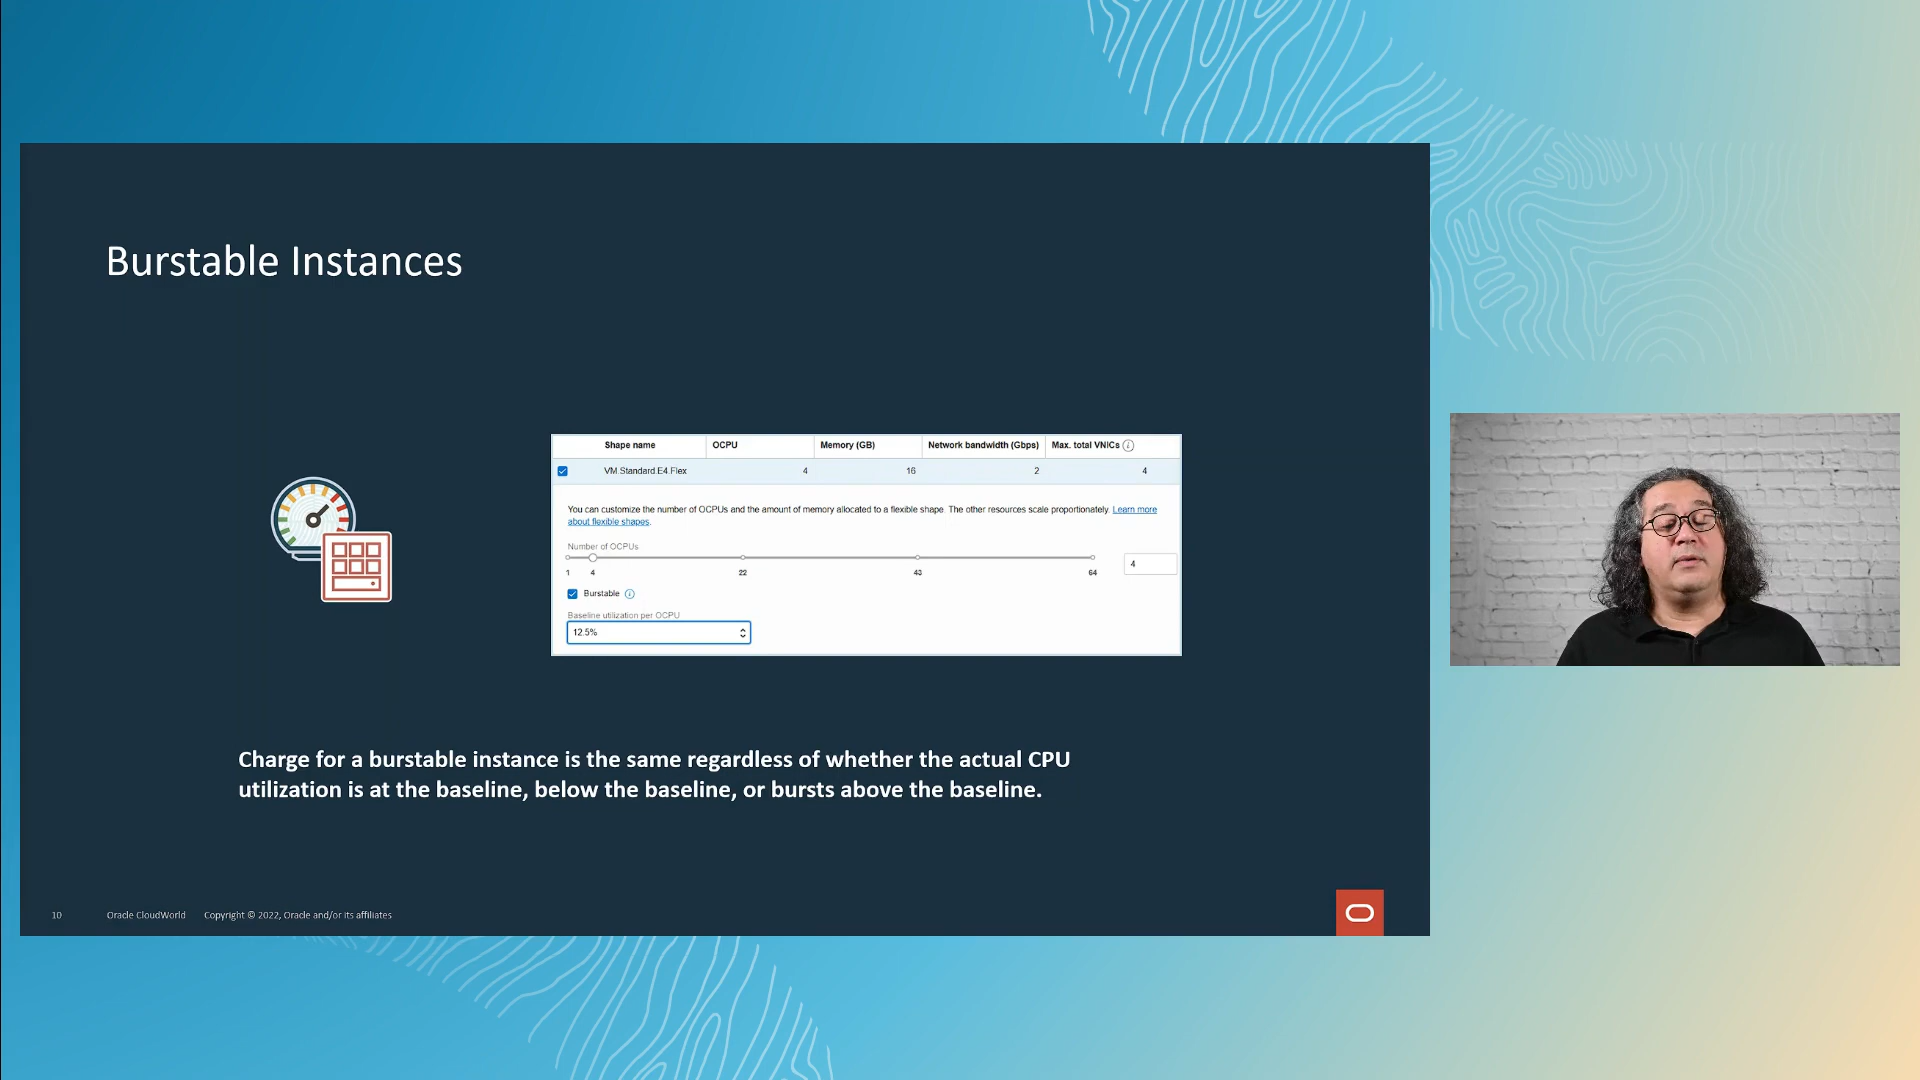 Burstable Instances
Shape name OCPU Memory (GB) Network bandwidth (Gbps) Max. total VNICs
VM.Standard.E4.Flex 4 16 2 4
You can customize the number of OCPUs and the amount of memory allocated to a flexible shape. The other resources scale proportionately. Learn more
about flexible shapes.
Number of OCPUs
4
1 4 22 43 64
Burstable
Baseline utilization per OCPU
12.5%
Charge for a burstable instance is the same regardless of whether the actual CPU
utilization is at the baseline, below the baseline, or bursts above the baseline.
10 Oracle CloudWorld Copyright © 2022, Oracle and/or its affiliates